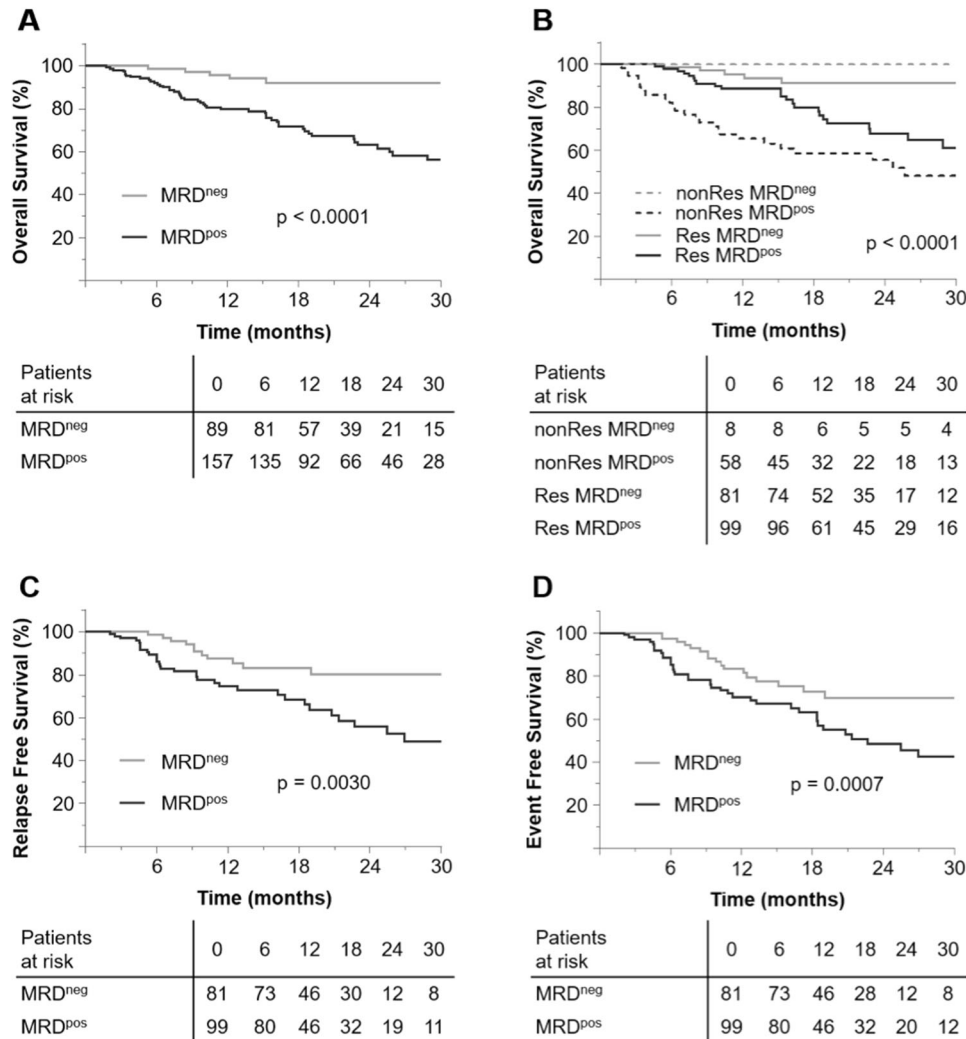 A
Overall Survival (%)
100
80
60
40
20
MRDneg
MRDpos
p < 0.0001
6 12 18 24 30
Time (months)
Patients at risk 0 6 12 18 24 30
MRDneg 89 81 57 39 21 15
MRDpos 157 135 92 66 46 28
B
Overall Survival (%)
100
80
60
40
20
nonRes MRDneg
nonRes MRDpos
Res MRDneg
Res MRDpos
p < 0.0001
6 12 18 24 30
Time (months)
Patients at risk 0 6 12 18 24 30
nonRes MRDneg 8 8 6 5 5 4
nonRes MRDpos 58 45 32 22 18 13
Res MRDneg 81 74 52 35 17 12
Res MRDpos 99 96 61 45 29 16
C
Relapse Free Survival (%)
100
80
60
40
20
MRDneg
MRDpos
p = 0.0030
6 12 18 24 30
Time (months)
Patients at risk 0 6 12 18 24 30
MRDneg 81 73 46 30 12 8
MRDpos 99 80 46 32 19 11
D
Event Free Survival (%)
100
80
60
40
20
MRDneg
MRDpos
p = 0.0007
6 12 18 24 30
Time (months)
Patients at risk 0 6 12 18 24 30
MRDneg 81 73 46 28 12 8
MRDpos 99 80 46 32 20 12